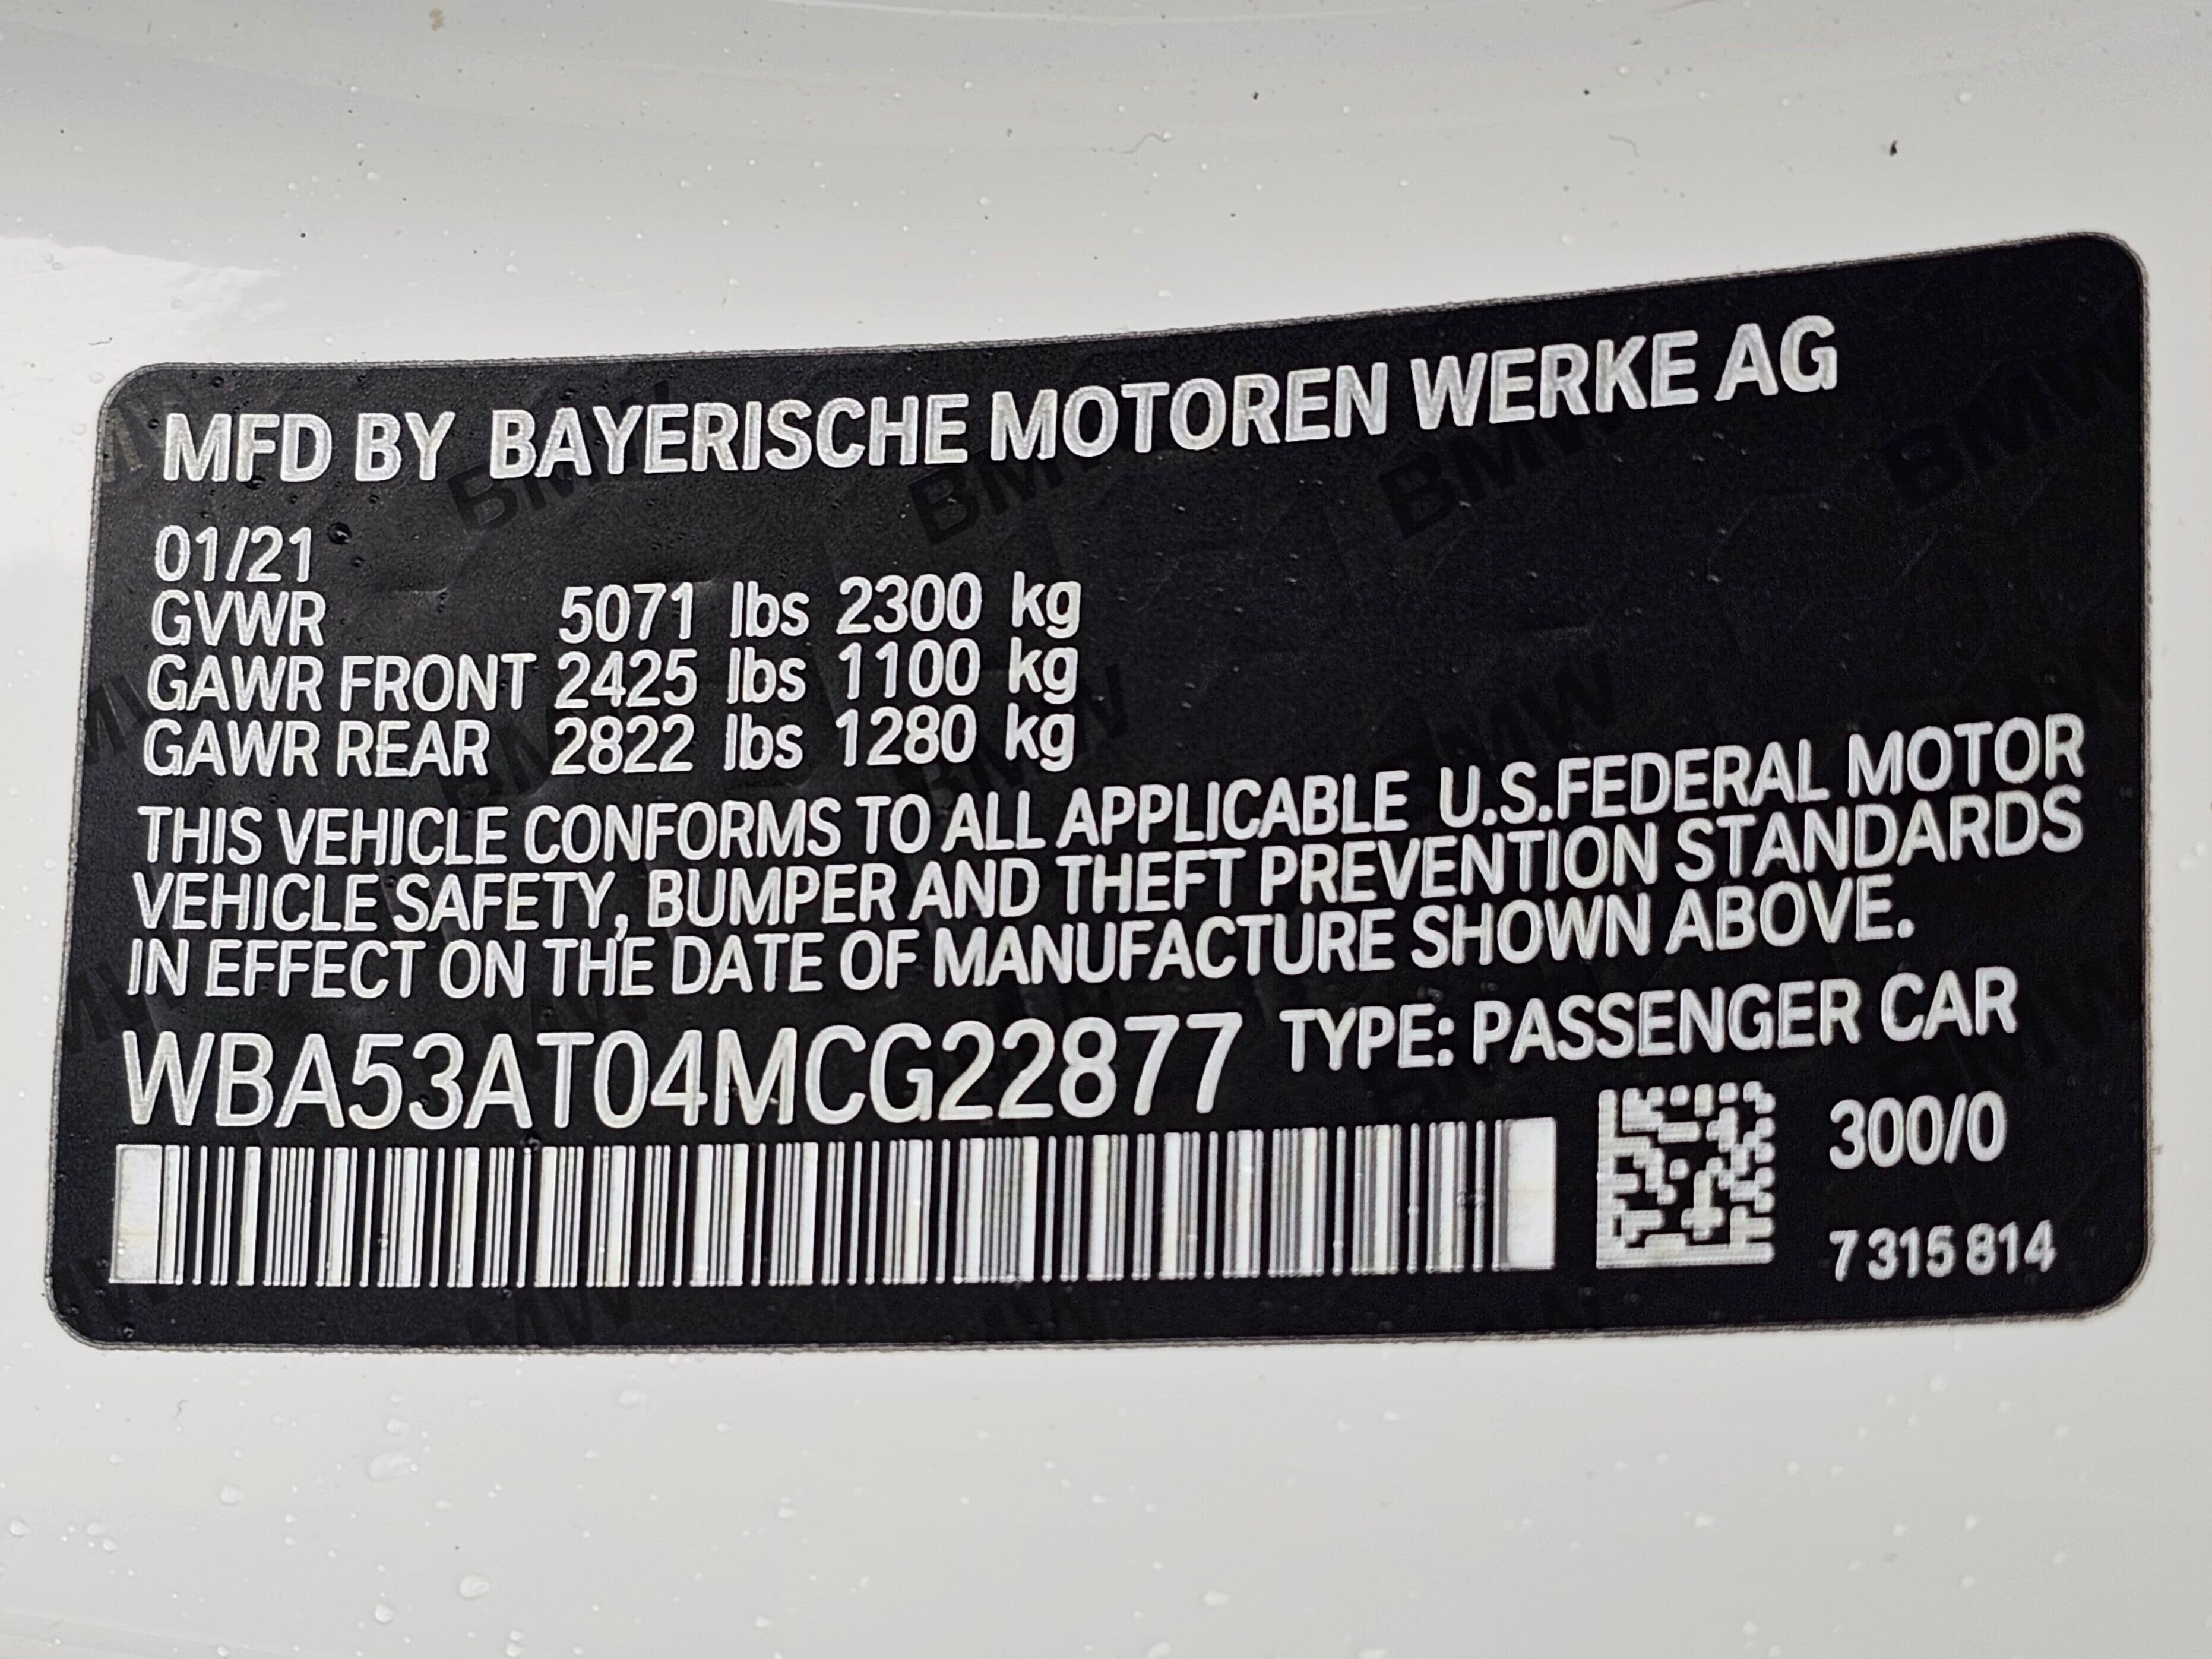 MFD BY BAYERISCHE MOTOREN WERKE AG
01/21
GVWR 5071 lbs 2300 kg
GAWR FRONT 2425 lbs 1100 kg
GAWR REAR 2822 lbs 1280 kg
THIS VEHICLE CONFORMS TO ALL APPLICABLE U.S.FEDERAL MOTOR
VEHICLE SAFETY, BUMPER AND THEFT PREVENTION STANDARDS
IN EFFECT ON THE DATE OF MANUFACTURE SHOWN ABOVE.
WBA53AT04MCG22877 TYPE: PASSENGER CAR
300/0
7 315 814